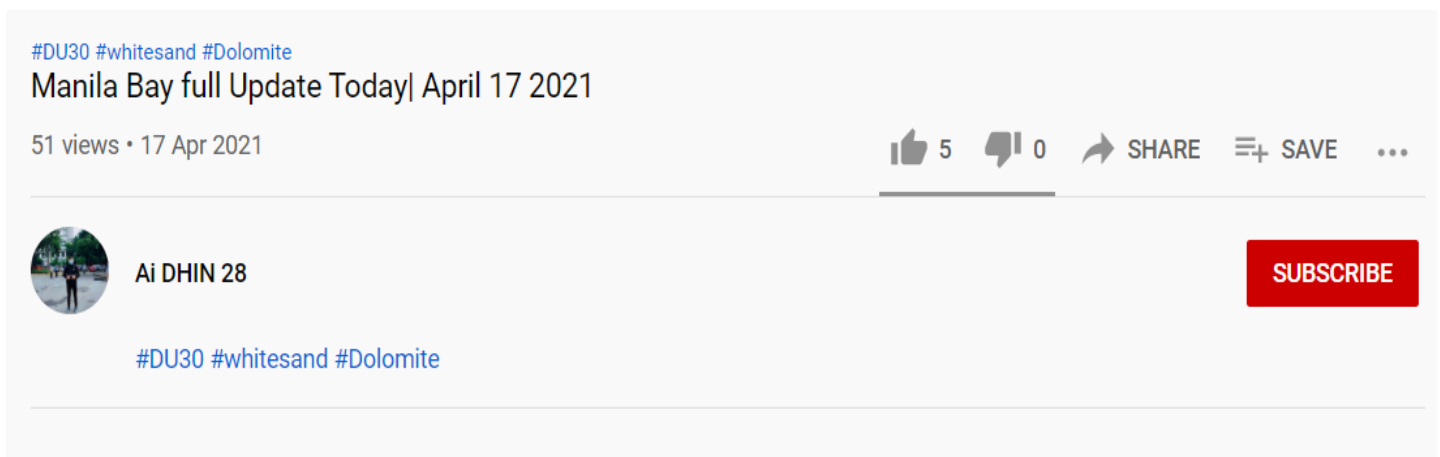 #DU30 #whitesand #Dolomite
Manila Bay full Update Today| April 17 2021
51 views • 17 Apr 2021
5 0 SHARE SAVE
Ai DHIN 28
SUBSCRIBE
#DU30 #whitesand #Dolomite